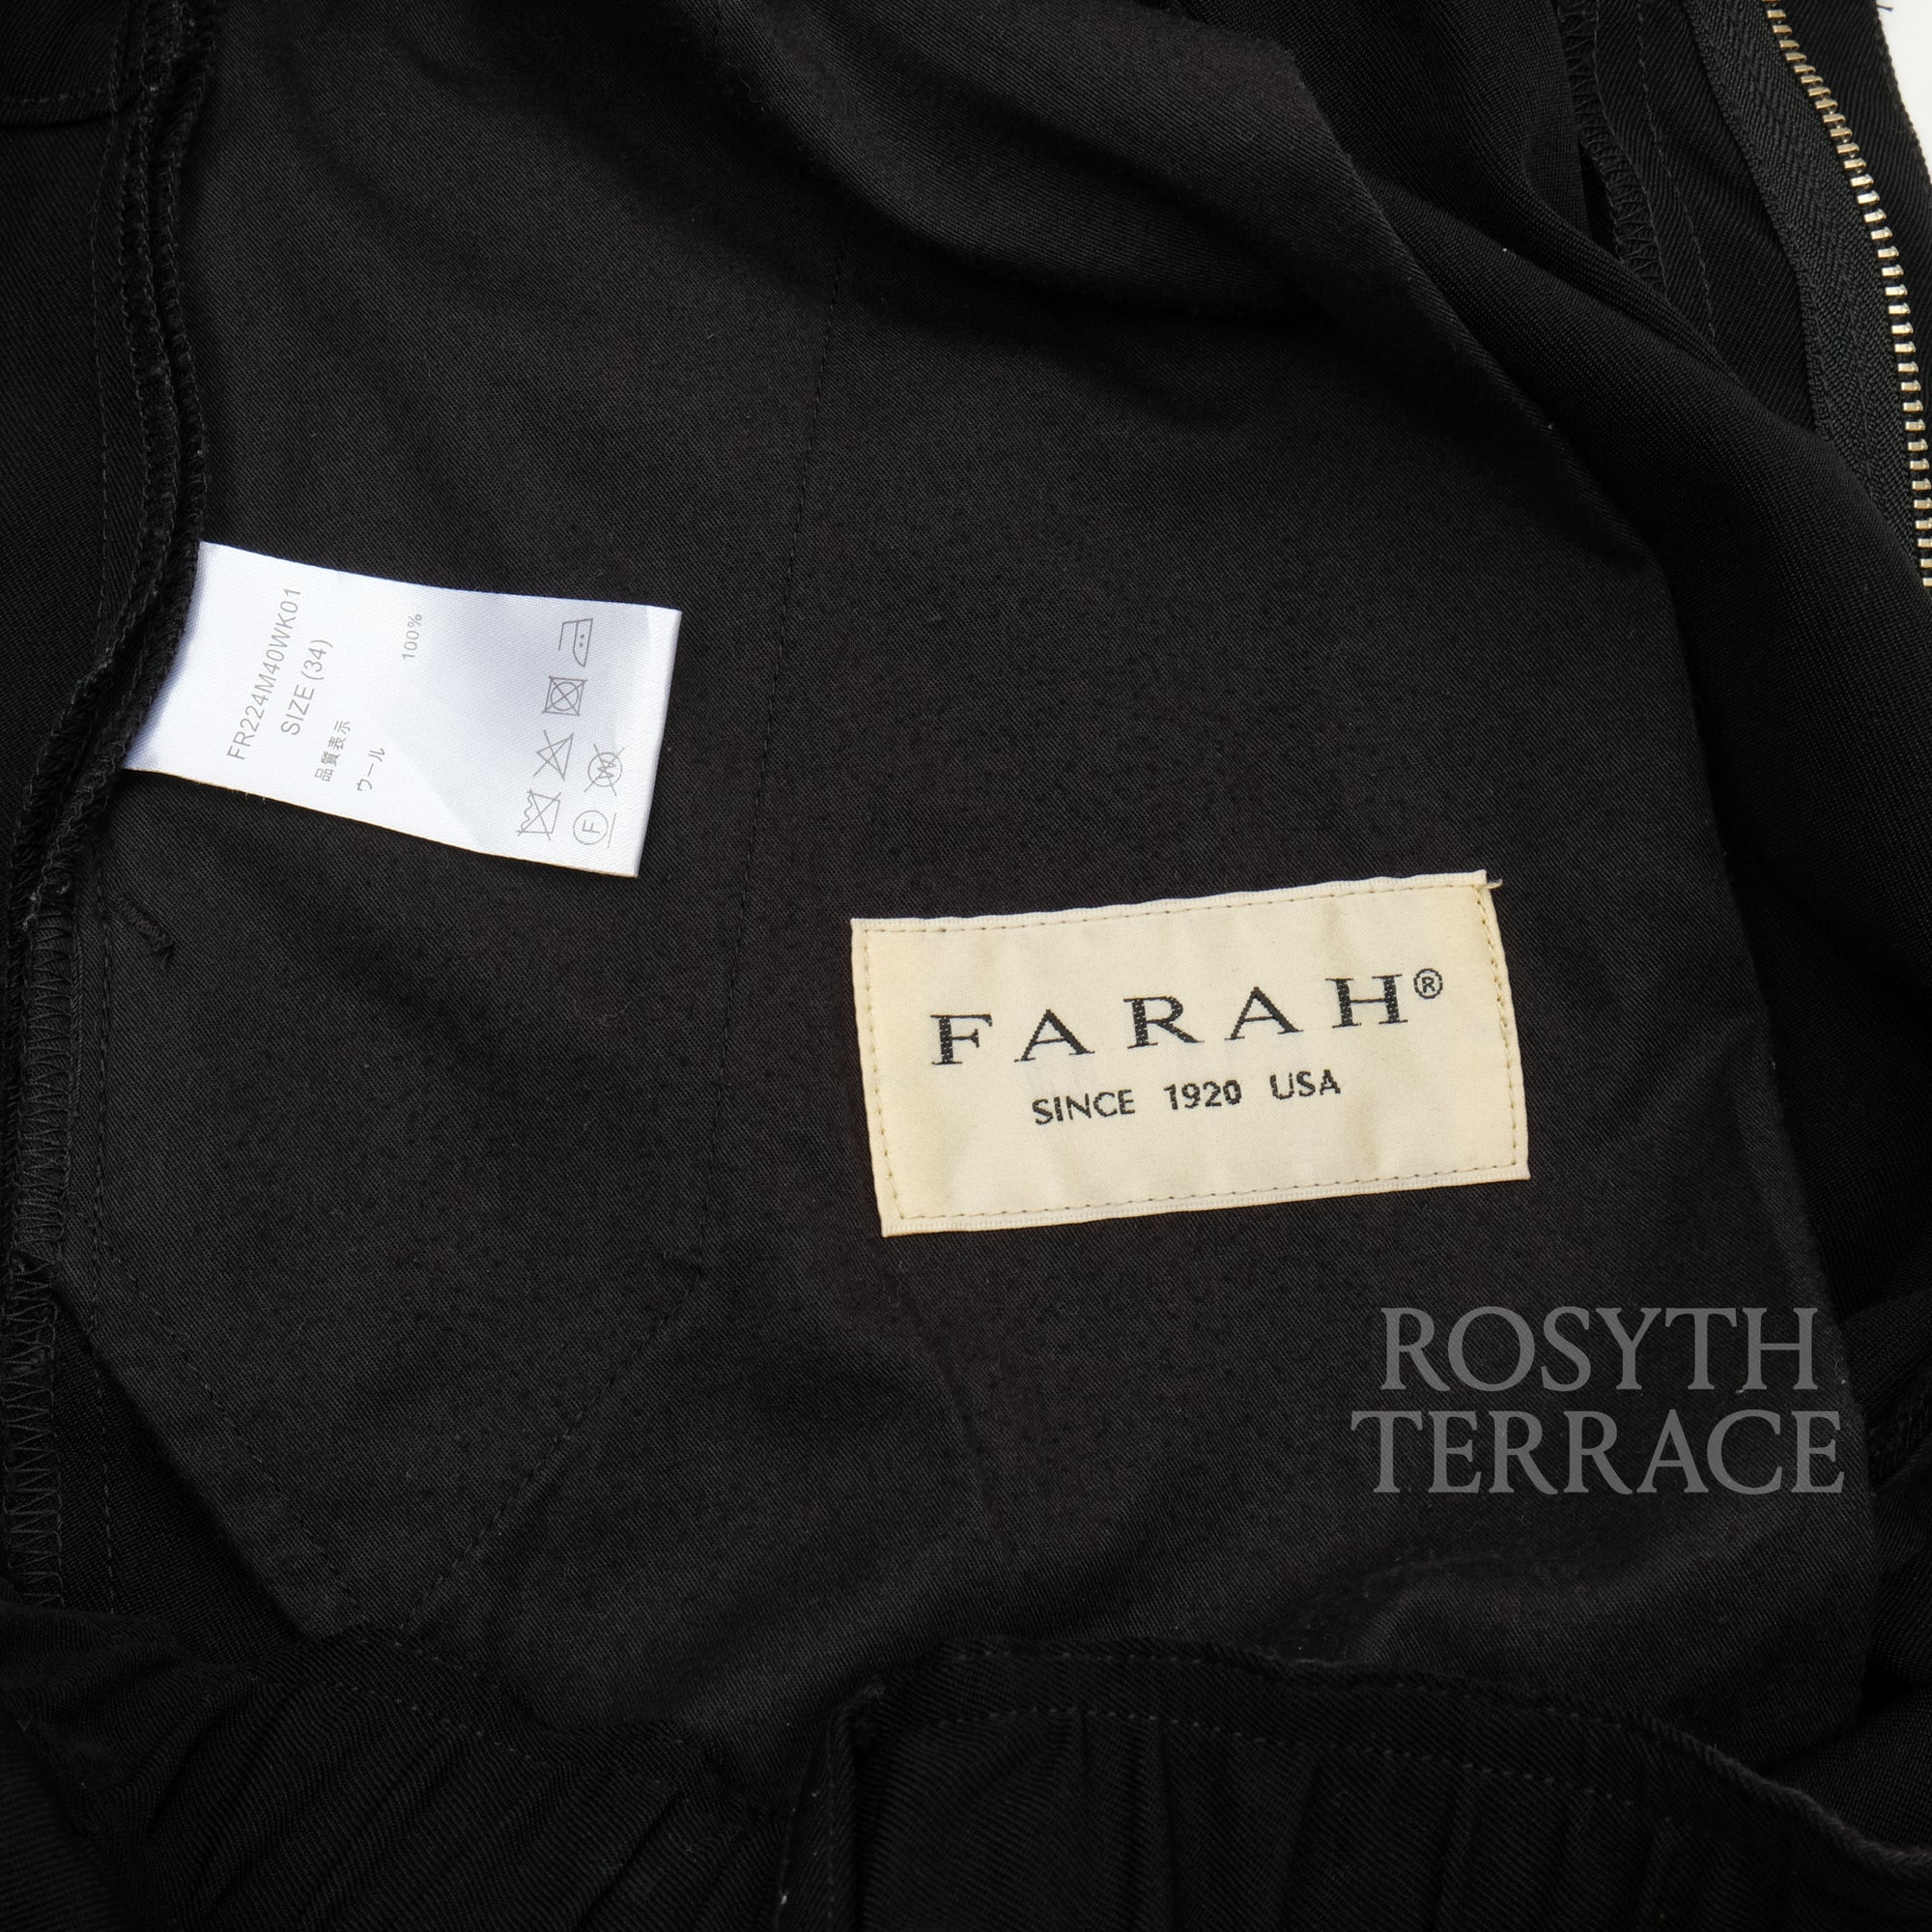 FR224M40WK01
SIZE (34)
品質表示
ウール 100%
W
F
FARAH®
SINCE 1920 USA
ROSYTH
TERRACE